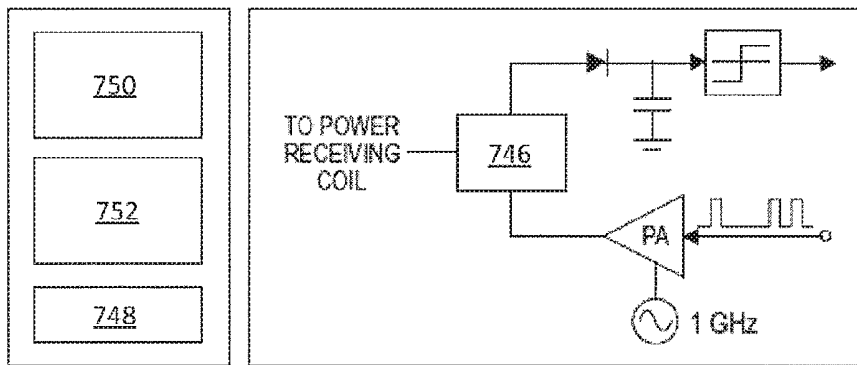 750
752
748
TO POWER
RECEIVING
COIL
746
PA
1 GHz